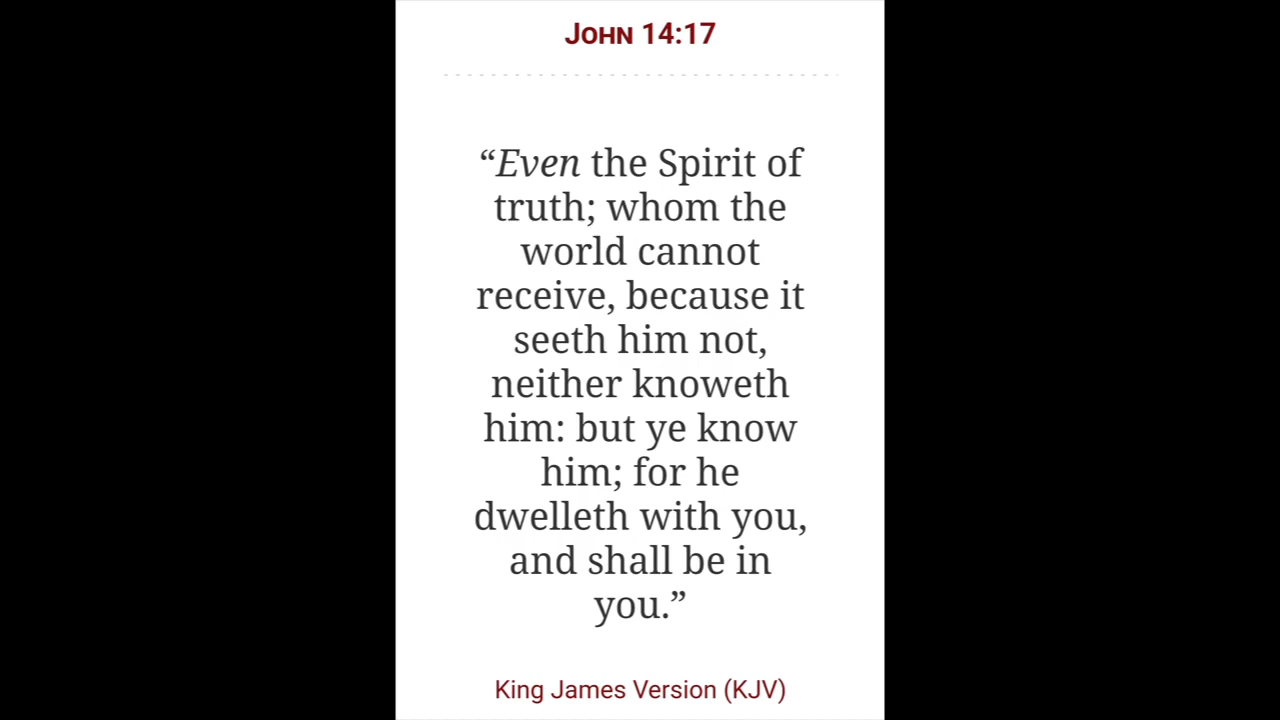 John 14:17
“Even the Spirit of
truth; whom the
world cannot
receive, because it
seeth him not,
neither knoweth
him: but ye know
him; for he
dwelleth with you,
and shall be in
you.”
King James Version (KJV)